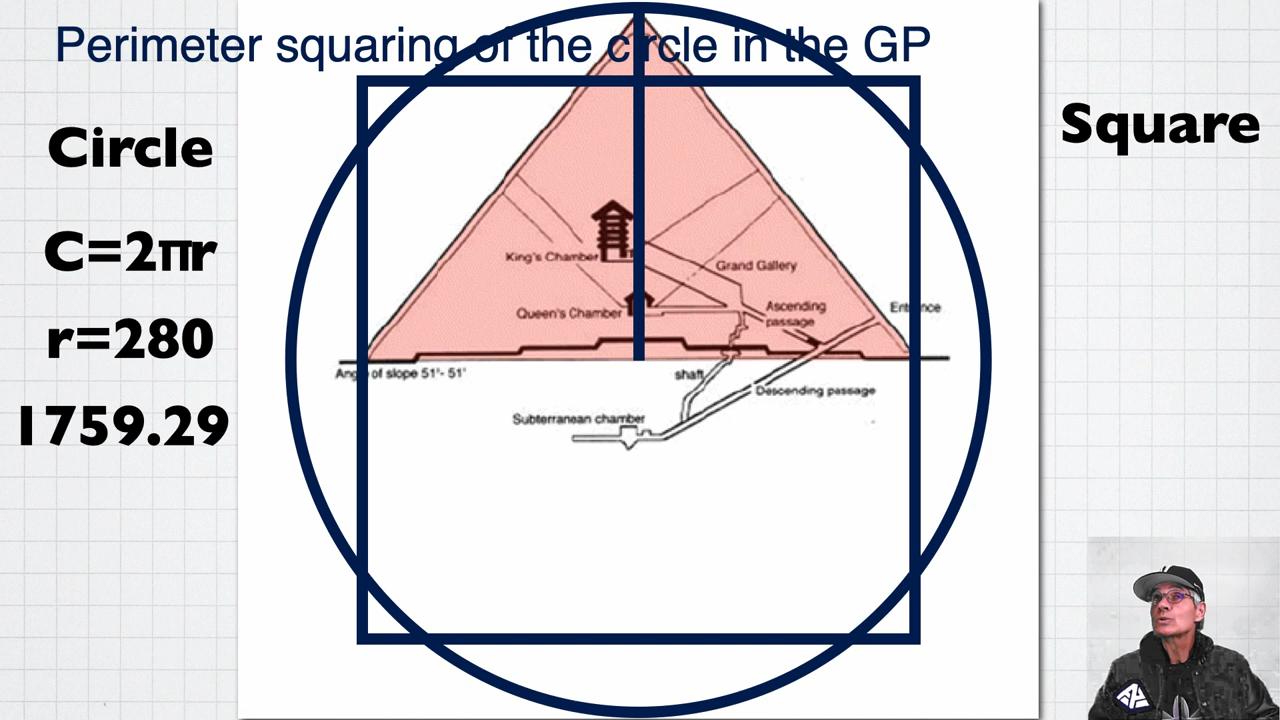 Perimeter squaring of the circle in the GP
Circle
C=2πr
r=280
1759.29
Square
King's Chamber
Grand Gallery
Queen's Chamber
Ascending
passage
Entrance
Angle of slope 51'- 51'
shaft
Descending passage
Subterranean chamber